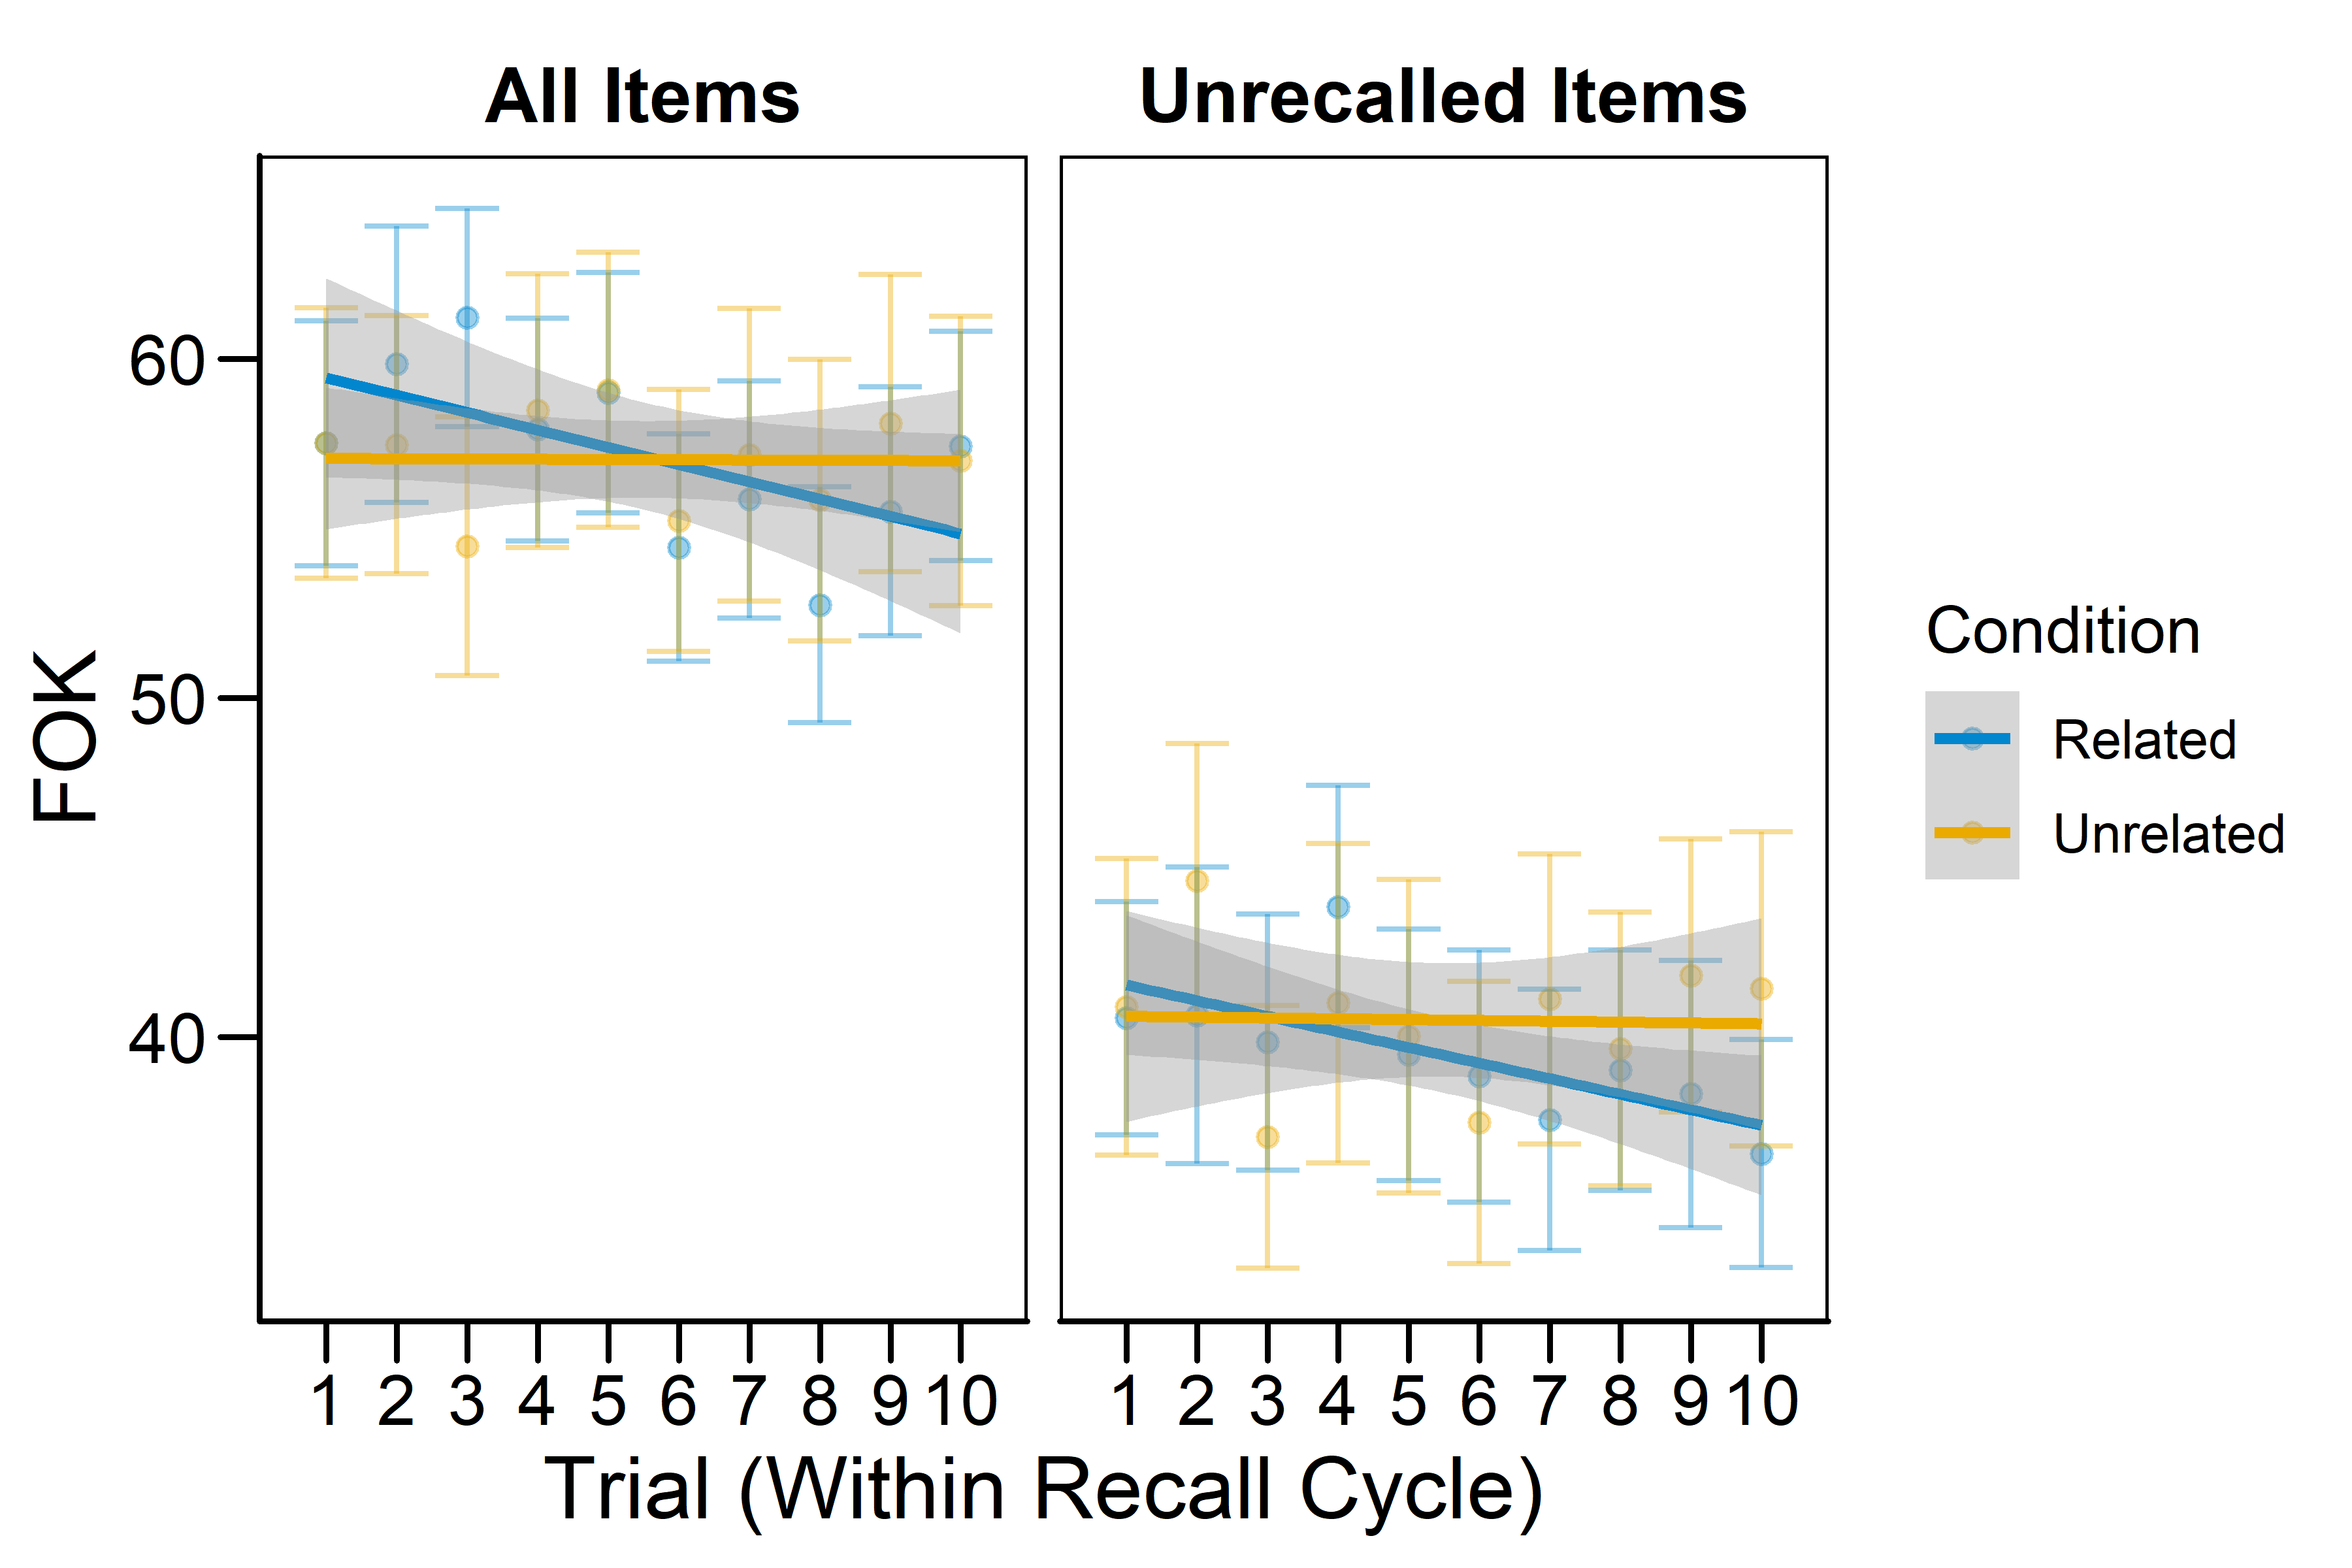 All Items
Unrecalled Items
60
50
40
FOK
1 2 3 4 5 6 7 8 9 10
1 2 3 4 5 6 7 8 9 10
Trial (Within Recall Cycle)
Condition
Related
Unrelated